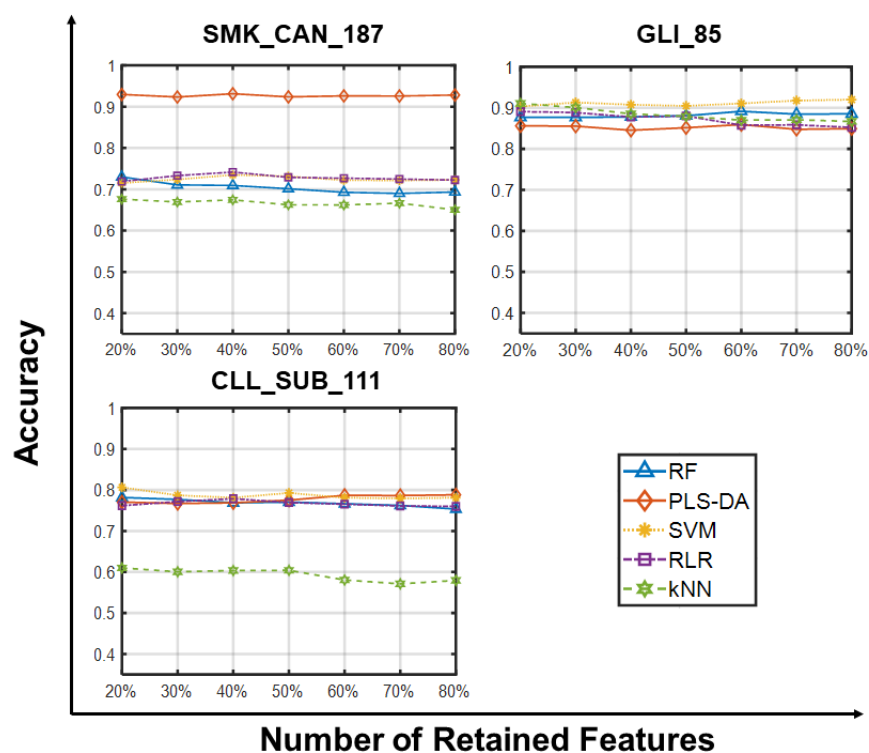 SMK_CAN_187
1
0.9
0.8
0.7
0.6
0.5
0.4
20% 30% 40% 50% 60% 70% 80%
GLI_85
1
0.9
0.8
0.7
0.6
0.5
0.4
20% 30% 40% 50% 60% 70% 80%
CLL_SUB_111
1
0.9
0.8
0.7
0.6
0.5
0.4
20% 30% 40% 50% 60% 70% 80%
RF
PLS-DA
SVM
RLR
kNN
Accuracy
Number of Retained Features